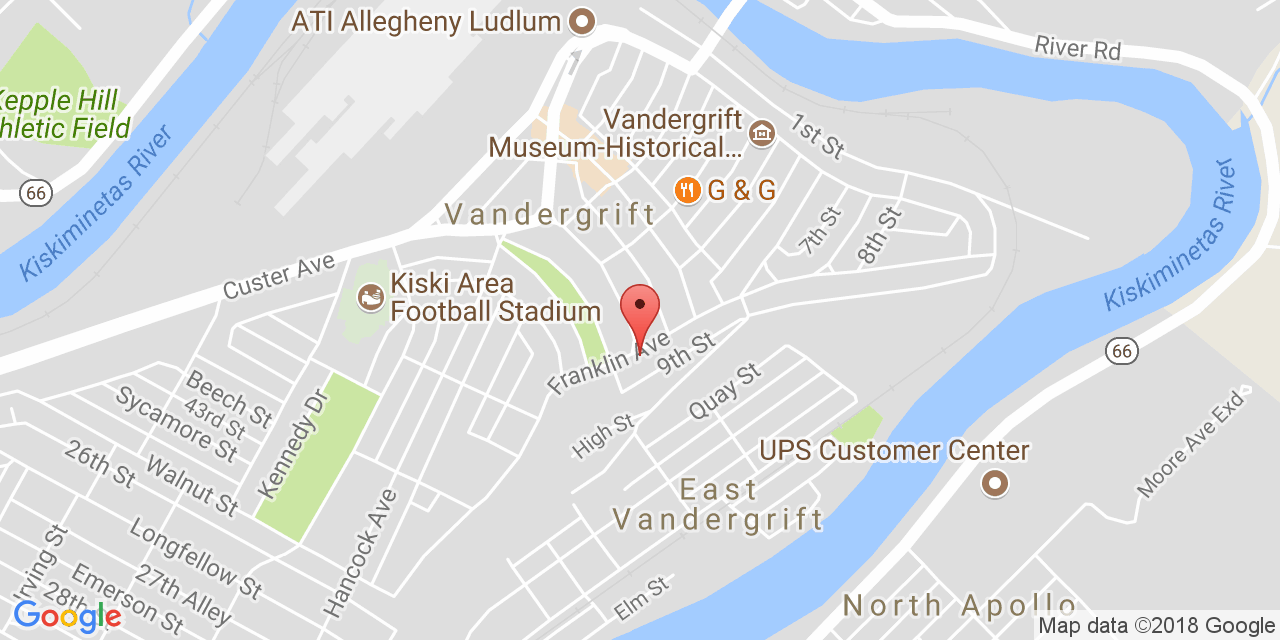 ATI Allegheny Ludlum
River Rd
Kepple Hill
Athletic Field
Vandergrift
Museum-Historical...
1st St
Kiskiminetas River
66
G & G
Vandergrift
7th St
8th St
Kiskiminetas River
Custer Ave
Kiski Area
Football Stadium
Franklin Ave
9th St
66
Beech St
43rd St
Sycamore St
Kennedy Dr
Quay St
High St
26th St
Walnut St
UPS Customer Center
Moore Ave Exd
East
Vandergrift
Hancock Ave
Longfellow St
Irving St
27th Alley
Emerson St
28th
Elm St
North Apollo
Google
Map data ©2018 Google